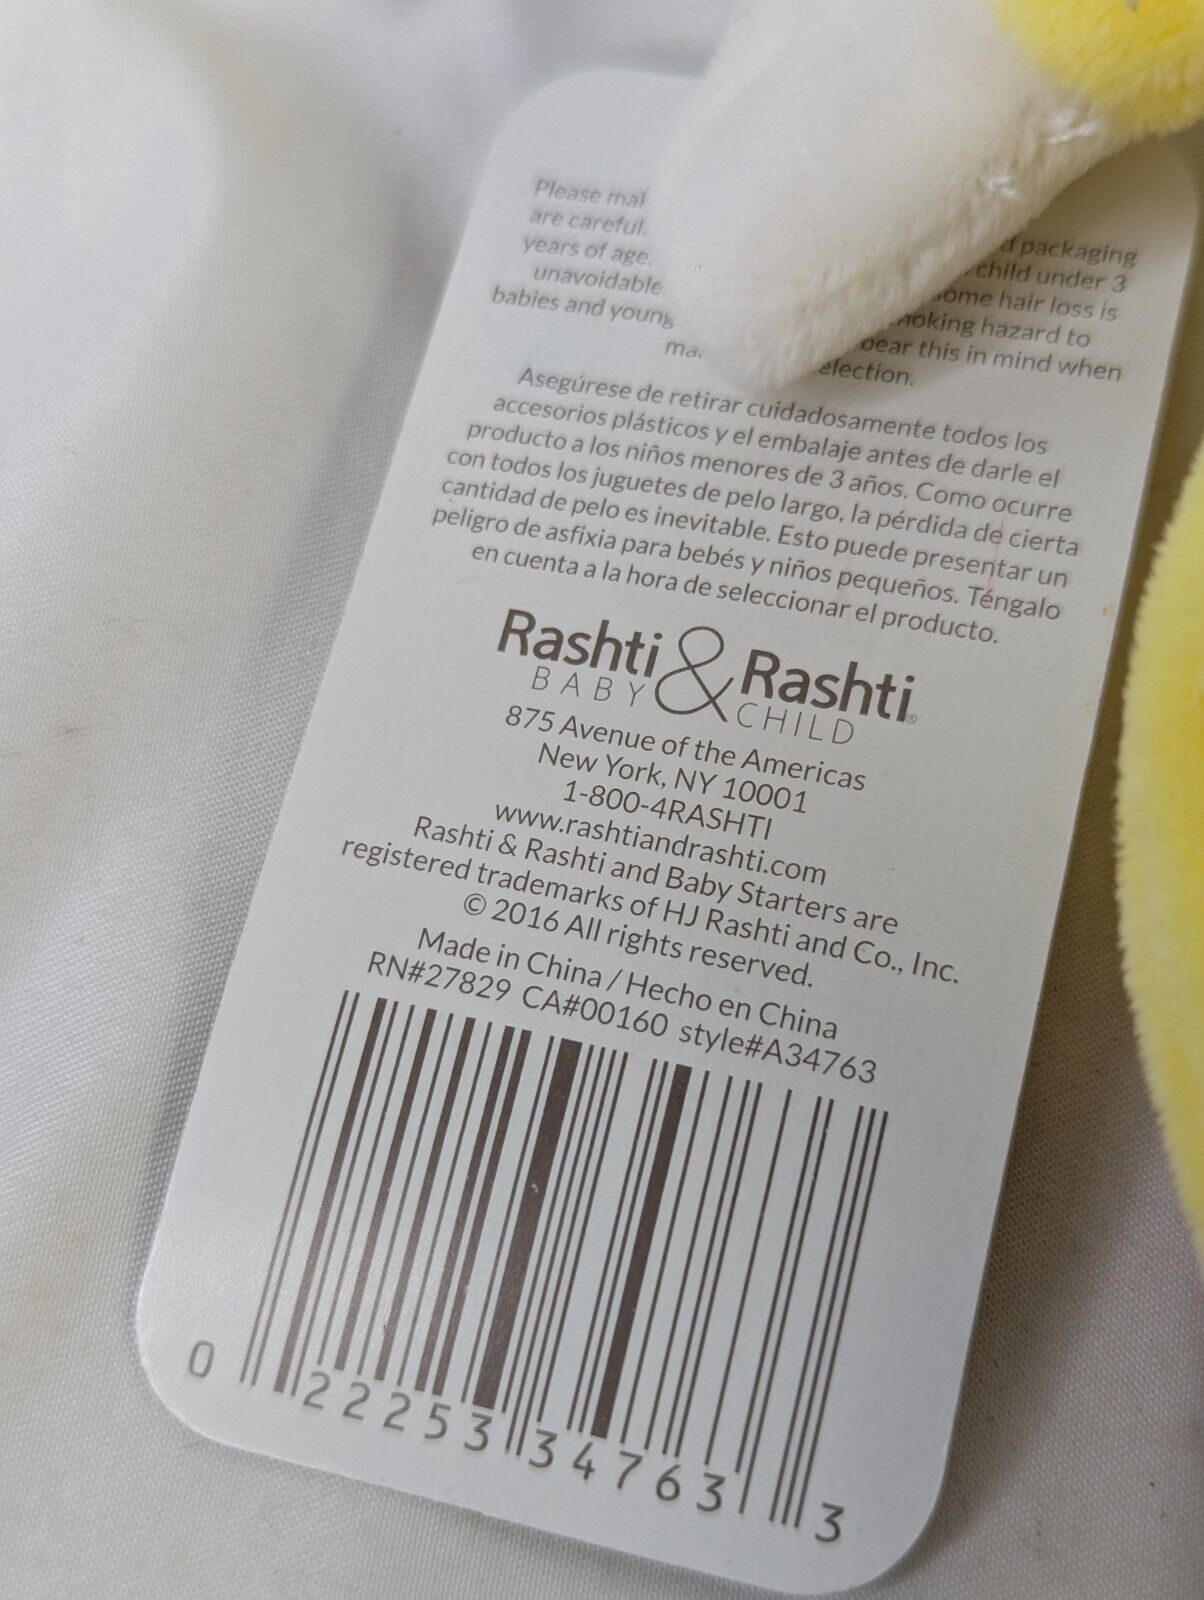 Please
are careful. d packaging
years of age. child under 3
unavoidable some hair loss is
babies and young hazard to
bear this in mind when
Asegúrese de retirar cuidadosamente todos los
accesorios plásticos y el embalaje antes de darle el
producto a los niños menores de 3 años. Como ocurre
con todos los juguetes de pelo largo, la pérdida de cierta
cantidad de pelo es inevitable. Esto puede presentar un
peligro de asfixia para bebés y niños pequeños. Téngalo
en cuenta a la hora de seleccionar el producto.
Rashti & Rashti®
BABY CHILD
875 Avenue of the Americas
New York, NY 10001
1-800-4RASHTI
www.rashtiandrashti.com
Rashti & Rashti and Baby Starters are
registered trademarks of HJ Rashti and Co., Inc.
© 2016 All rights reserved.
Made in China / Hecho en China
RN#27829 CA#00160 style#A34763
0 22253 34763 3